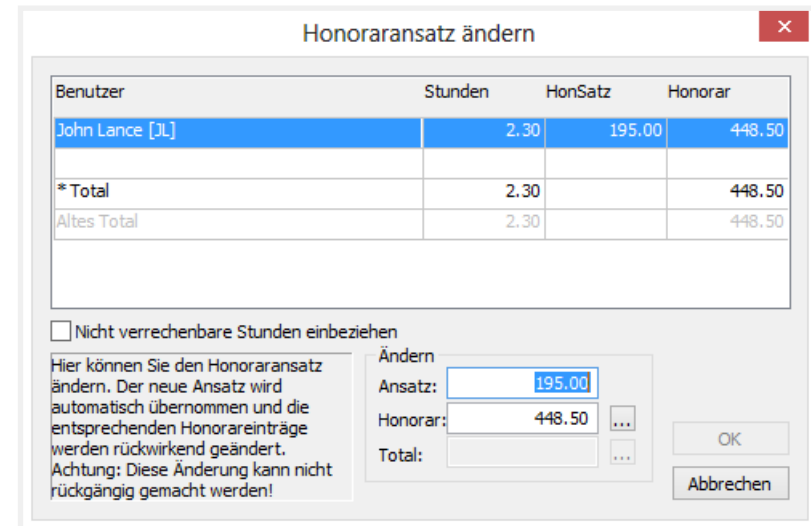 Honoraransatz ändern
Benutzer Stunden HonSatz Honorar
John Lance [JL] 2.30 195.00 448.50
* Total 2.30 448.50
Altes Total 2.30 448.50
Nicht verrechenbare Stunden einbeziehen
Hier können Sie den Honoraransatz
ändern. Der neue Ansatz wird
automatisch übernommen und die
entsprechenden Honorareinträge
werden rückwirkend geändert.
Achtung: Diese Änderung kann nicht
rückgängig gemacht werden!
Ändern
Ansatz: 195.00
Honorar: 448.50 ...
Total: ...
OK
Abbrechen